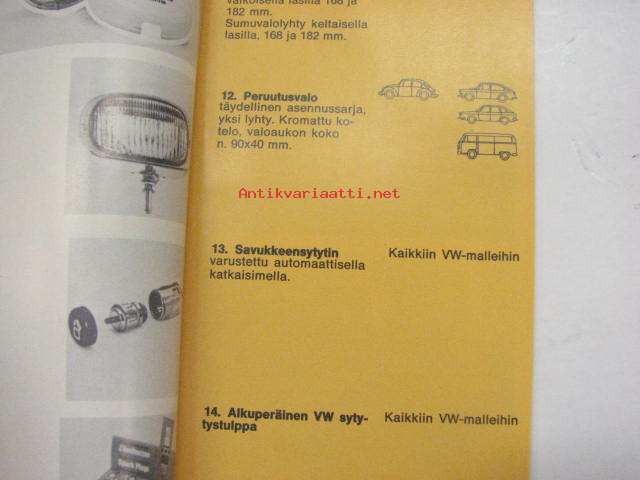 valkoisella lasilla 168 ja
182 mm.
Sumuvalolyhty keltaisella
lasilla, 168 ja 182 mm.
12. Peruutusvalo
täydellinen asennussarja,
yksi lyhty. Kromattu ko-
telo, valoaukon koko
n. 90x40 mm.
Antikvariaatti.net
13. Savukkeensytytin
varustettu automaattisella
katkaisimella.
Kaikkiin VW-malleihin
14. Alkuperäinen VW syty-
tystulppa
Kaikkiin VW-malleihin